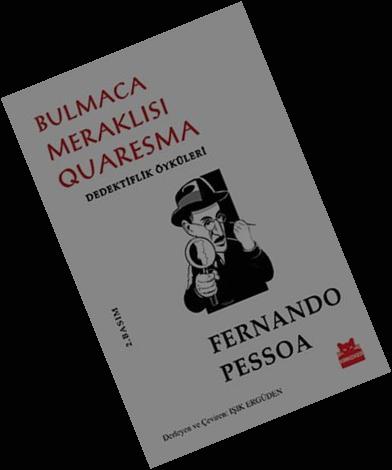 BULMACA
MERAKLISI
QUARESMA
DEDEKTİFLİK ÖYKÜLERİ
2.BASIM
FERNANDO
PESSOA
Derleyen ve Çeviren: IŞIK ERGÜDEN